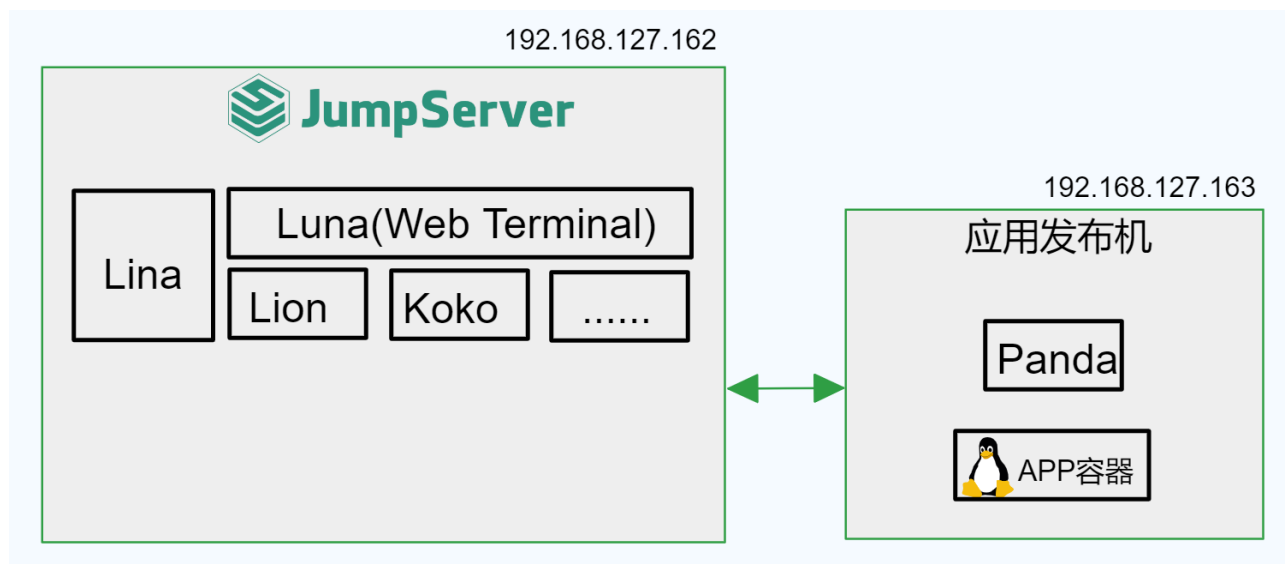 192.168.127.162
JumpServer
Lina
Luna(Web Terminal)
Lion
Koko
......
192.168.127.163
应用发布机
Panda
APP容器